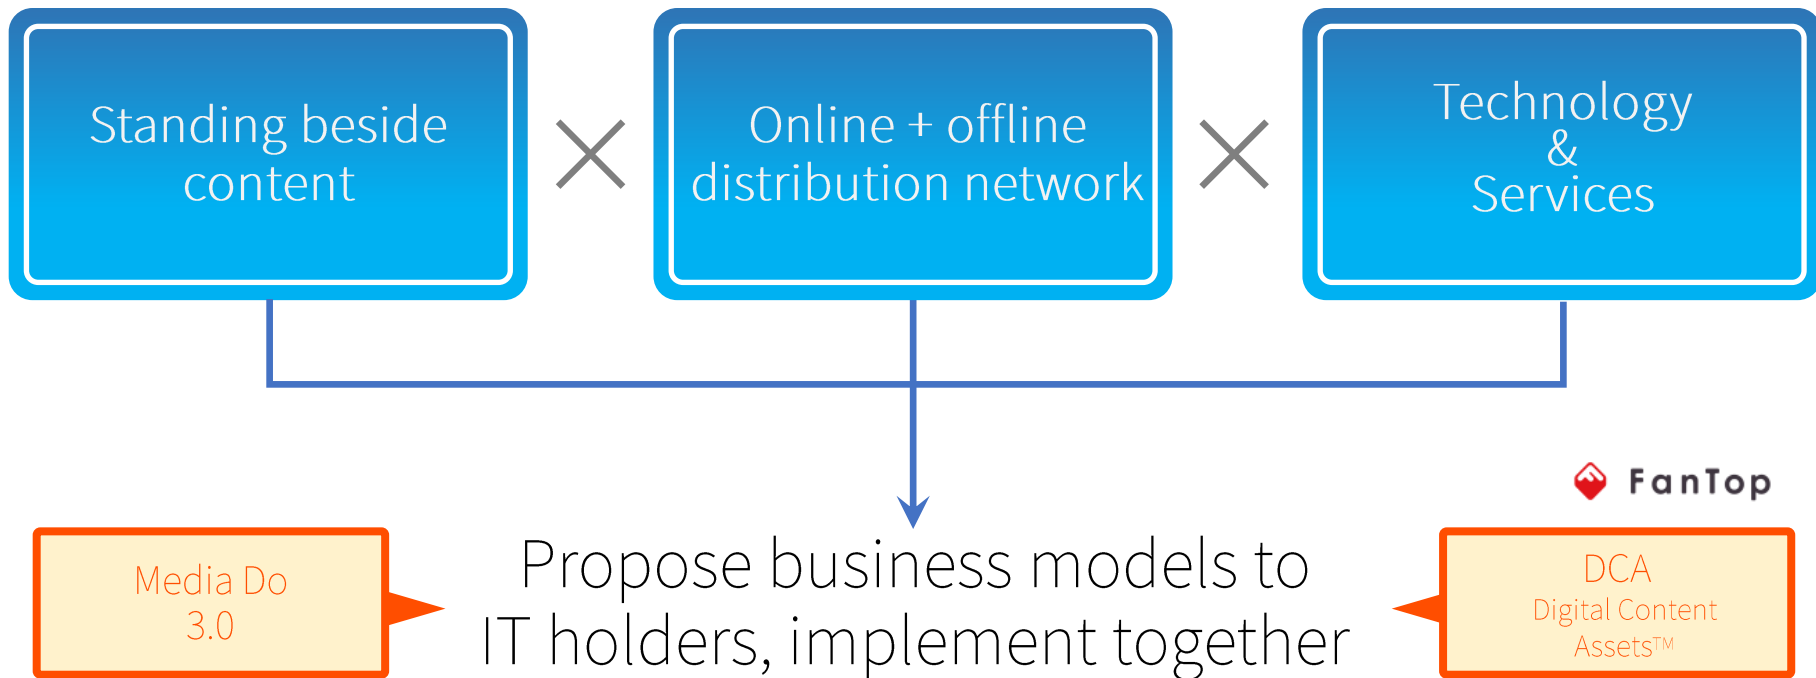 Standing beside
content
Online + offline
distribution network
Technology
&
Services
FanTop
Media Do
3.0
Propose business models to
IT holders, implement together
DCA
Digital Content
Assets™